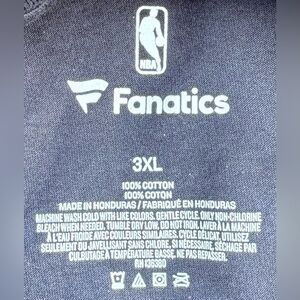 NBA
Fanatics
3XL
100% COTTON
100% COTON
MADE IN HONDURAS / FABRIQUÉ EN HONDURAS
MACHINE WASH COLD WITH LIKE COLORS. GENTLE CYCLE. ONLY NON-CHLORINE
BLEACH WHEN NEEDED. TUMBLE DRY LOW. DO NOT IRON. LAVER À LA MACHINE
À L'EAU FROIDE AVEC COULEURS SIMILAIRES. CYCLE DÉLICAT. UTILISEZ
SEULEMENT OU JAVELLISANT SANS CHLORE. SI NÉCESSAIRE. SÉCHAGE PAR
CULBUTADE À TEMPÉRATURE BASSE. NE PAS REPASSER.